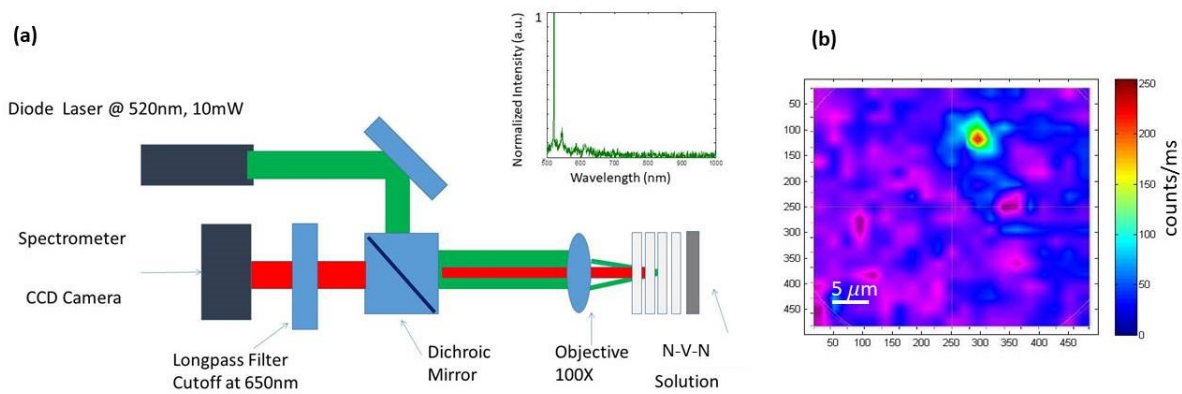 (a)
Diode Laser @ 520nm, 10mW
Spectrometer
CCD Camera
Longpass Filter
Cutoff at 650nm
Dichroic
Mirror
Objective
100X
N-V-N
Solution
Normalized Intensity (a.u.)
1
500 600 700 800 900 1000
Wavelength (nm)
(b)
50
100
150
200
250
300
350
400
450
50 100 150 200 250 300 350 400 450
5 μm
250
200
150
100
50
0
counts/ms